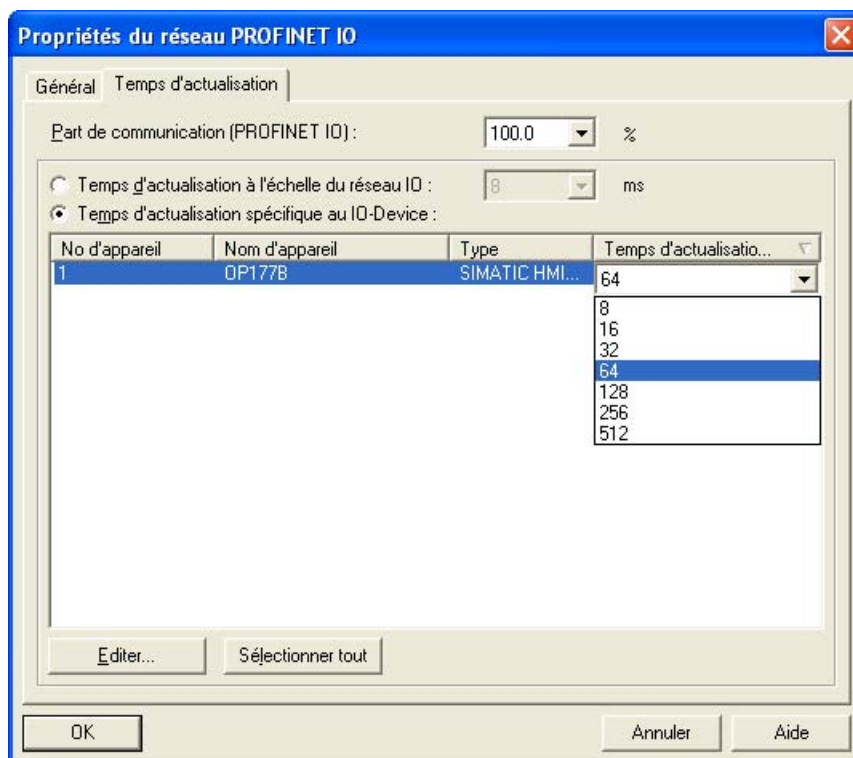 Propriétés du réseau PROFINET IO
Général Temps d'actualisation
Part de communication (PROFINET IO) : 100.0 %
Temps d'actualisation à l'échelle du réseau IO : 8 ms
Temps d'actualisation spécifique au IO-Device :
No d'appareil Nom d'appareil Type Temps d'actualisatio...
1 OP177B SIMATIC HMI... 64
8
16
32
64
128
256
512
Editer... Sélectionner tout
OK Annuler Aide